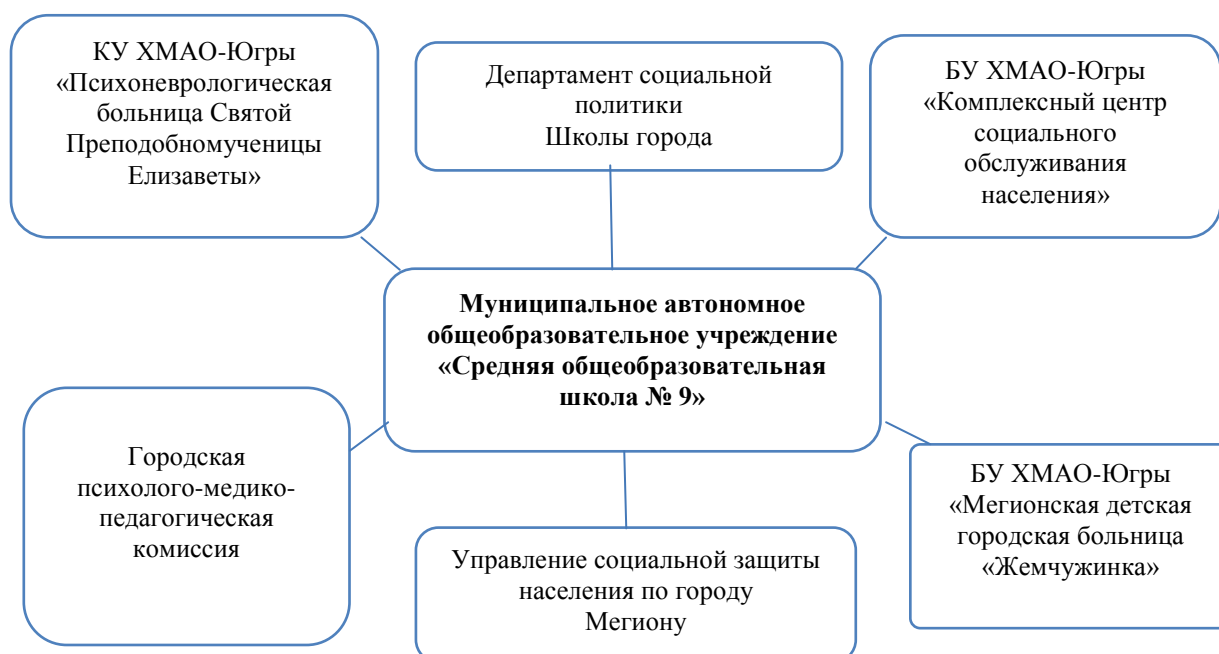 КУ ХМАО-Югры
«Психоневрологическая
больница Святой
Преподобномученицы
Елизаветы»
Департамент социальной
политики
Школы города
БУ ХМАО-Югры
«Комплексный центр
социального
обслуживания
населения»
Муниципальное автономное
общеобразовательное учреждение
«Средняя общеобразовательная
школа № 9»
Городская
психолого-медико-
педагогическая
комиссия
Управление социальной защиты
населения по городу
Мегиону
БУ ХМАО-Югры
«Мегионская детская
городская больница
«Жемчужинка»